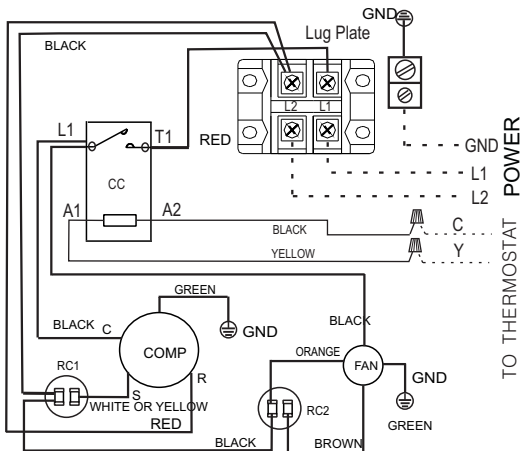 GND
Lug Plate
BLACK
L2 L1
L1 T1 RED
GND
L1
L2
POWER
CC
A1 A2
BLACK C
YELLOW Y
TO THERMOSTAT
GREEN
GND
BLACK C
COMP
BLACK
ORANGE
FAN
GND
RC1
S R
WHITE OR YELLOW
RED
RC2
GREEN
BLACK BROWN